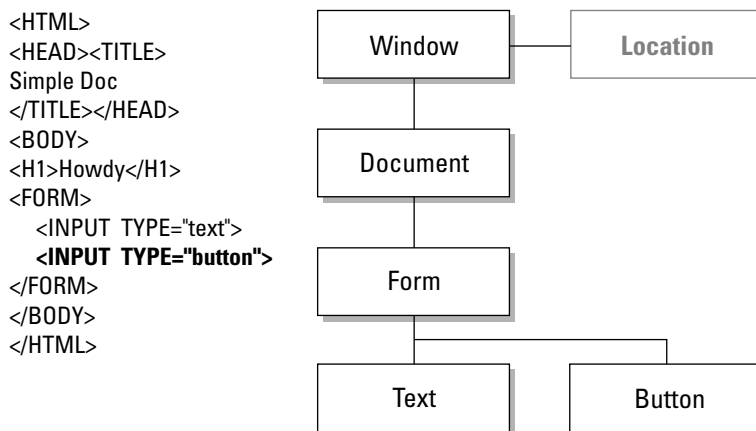 <HTML>
<HEAD><TITLE>
Simple Doc
</TITLE></HEAD>
<BODY>
<H1>Howdy</H1>
<FORM>
<INPUT TYPE="text">
<INPUT TYPE="button">
</FORM>
</BODY>
</HTML>
Window
Location
Document
Form
Text
Button